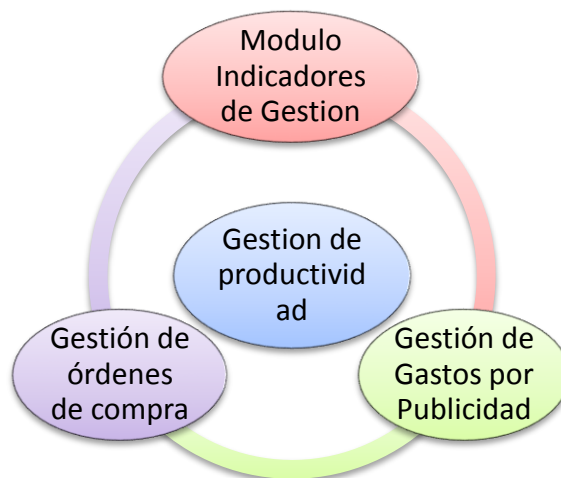 Modulo
Indicadores
de Gestion
Gestion de
productivid
ad
Gestión de
órdenes
de compra
Gestión de
Gastos por
Publicidad